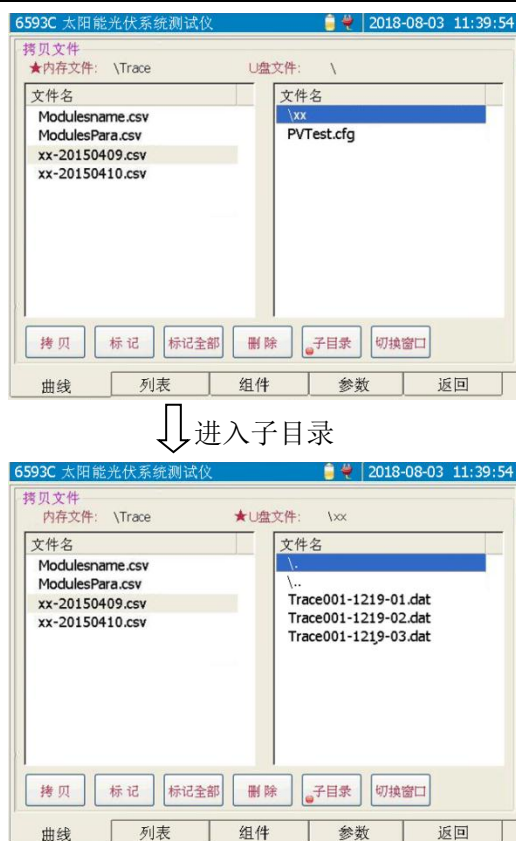 6593C 太阳能光伏系统测试仪 2018-08-03 11:39:54
拷贝文件
★内存文件: \Trace U盘文件: \
文件名 文件名
Modulesname.csv \xx
ModulesPara.csv PVTest.cfg
xx-20150409.csv
xx-20150410.csv
拷贝 标记 标记全部 删除 子目录 切换窗口
曲线 列表 组件 参数 返回
进入子目录
6593C 太阳能光伏系统测试仪 2018-08-03 11:39:54
拷贝文件
内存文件: \Trace ★U盘文件: \xx
文件名 文件名
Modulesname.csv \.
ModulesPara.csv \..
xx-20150409.csv Trace001-1219-01.dat
xx-20150410.csv Trace001-1219-02.dat
Trace001-1219-03.dat
拷贝 标记 标记全部 删除 子目录 切换窗口
曲线 列表 组件 参数 返回